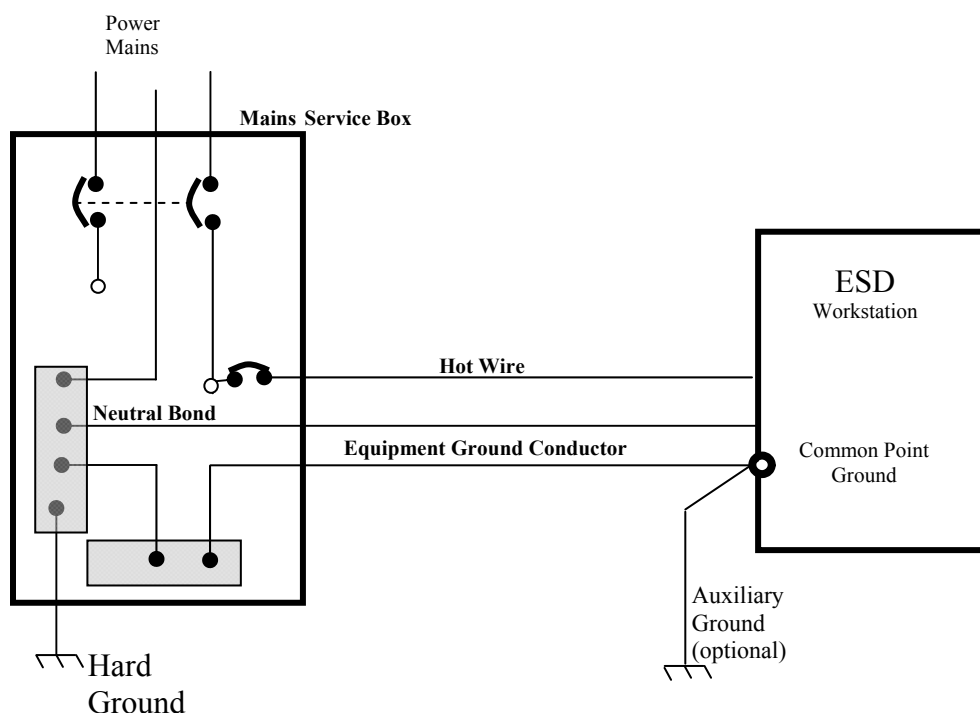 Power
Mains
Mains Service Box
ESD
Workstation
Hot Wire
Neutral Bond
Equipment Ground Conductor
Common Point
Ground
Auxiliary
Ground
(optional)
Hard
Ground